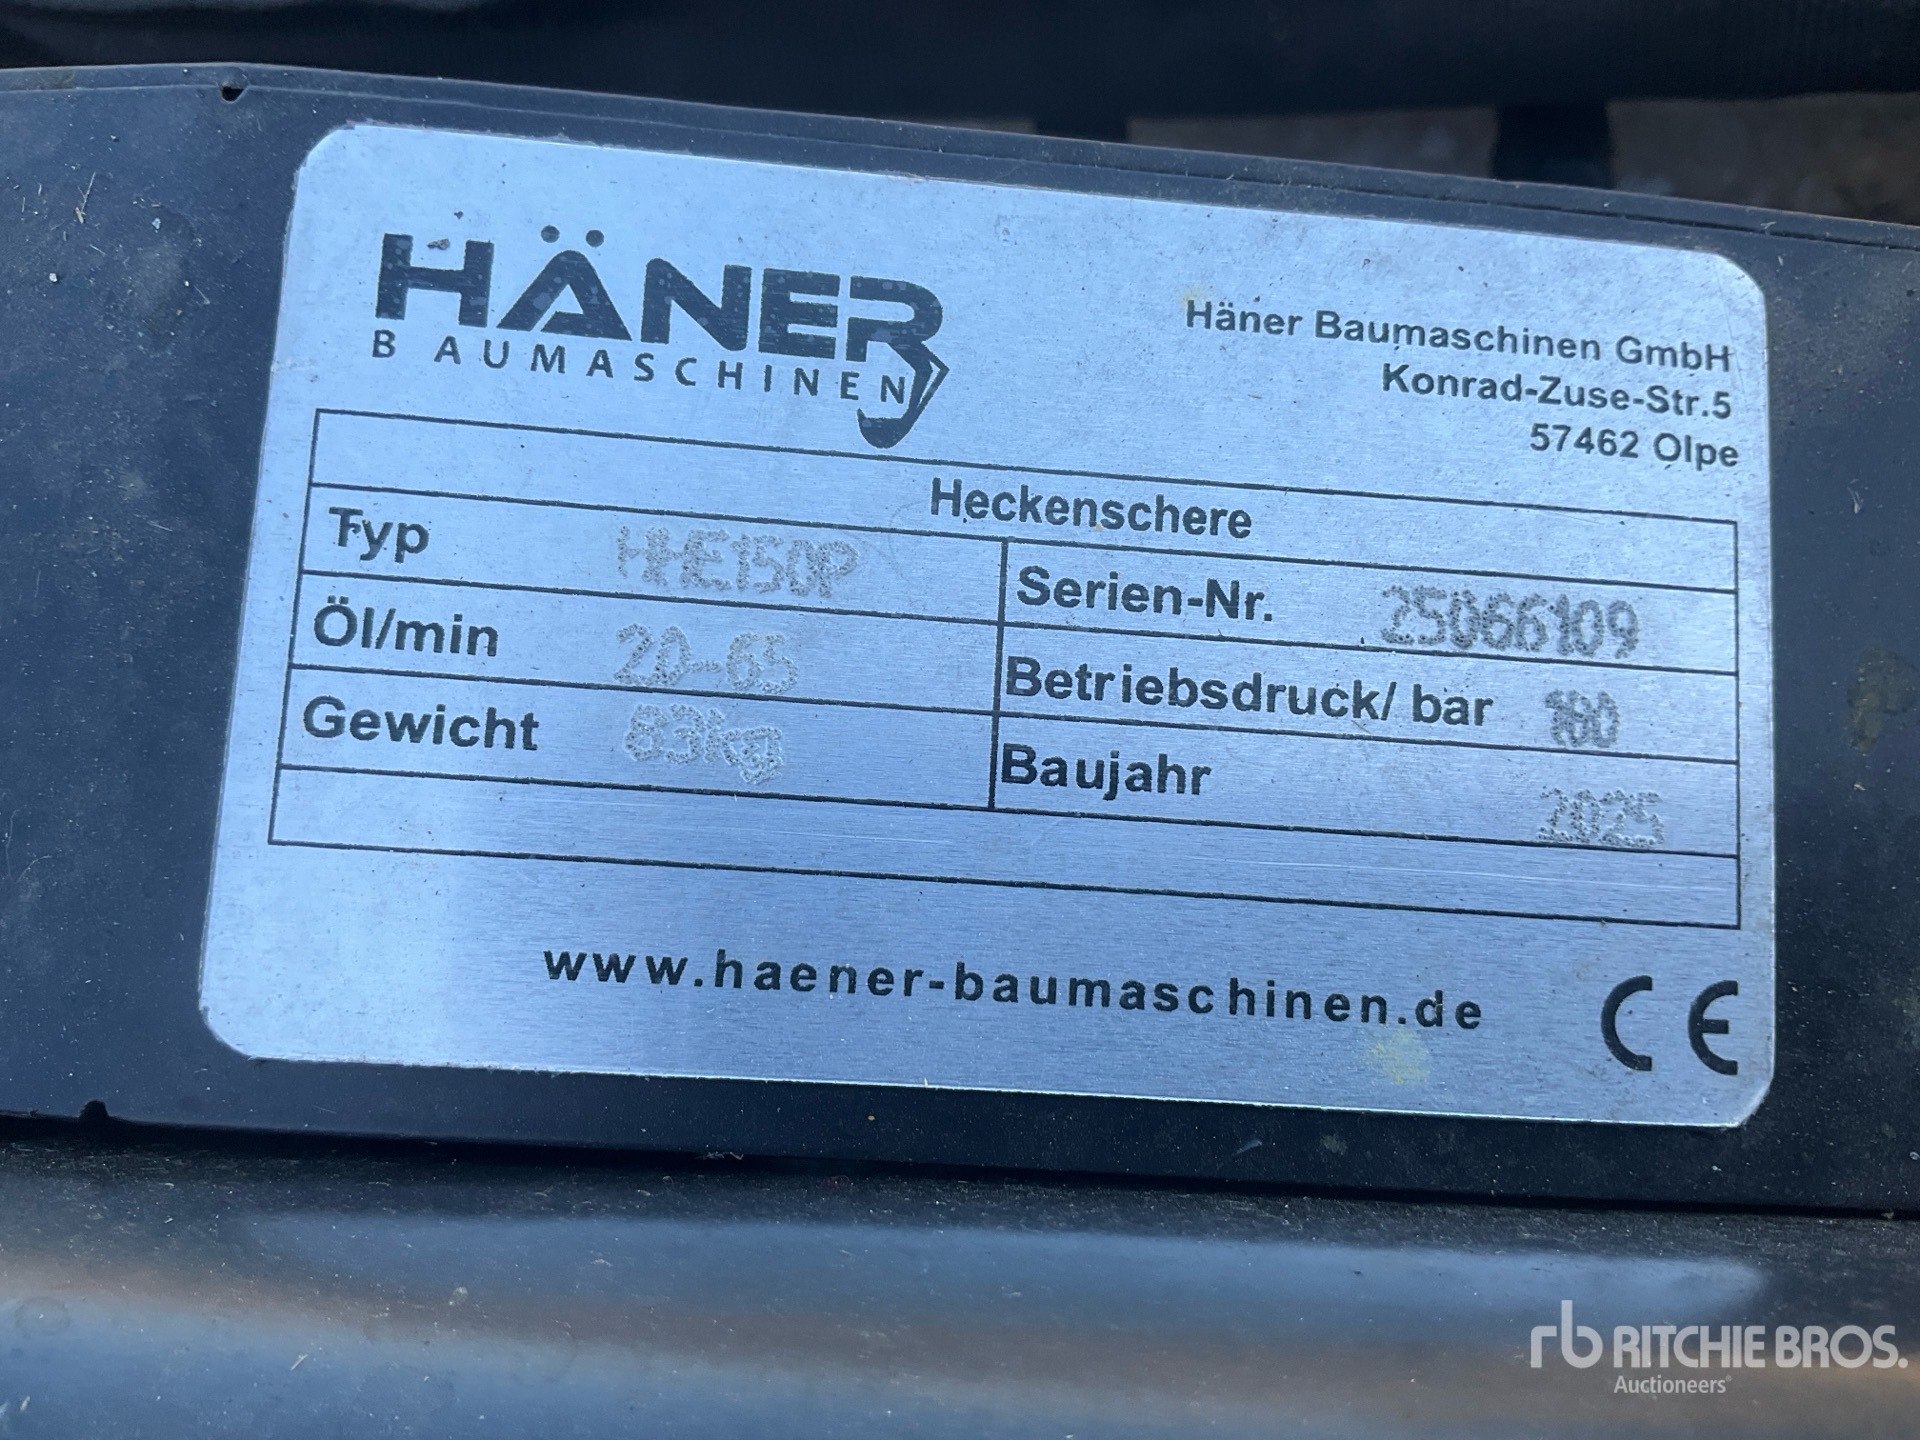 HÄNER
BAUMASCHINEN
Häner Baumaschinen GmbH
Konrad-Zuse-Str.5
57462 Olpe
Heckenschere
Typ HHE150P Serien-Nr. 25066109
Öl/min 20-65 Betriebsdruck/ bar 180
Gewicht 83kg Baujahr 2025
www.haener-baumaschinen.de CE
rb RITCHIE BROS.
Auctioneers